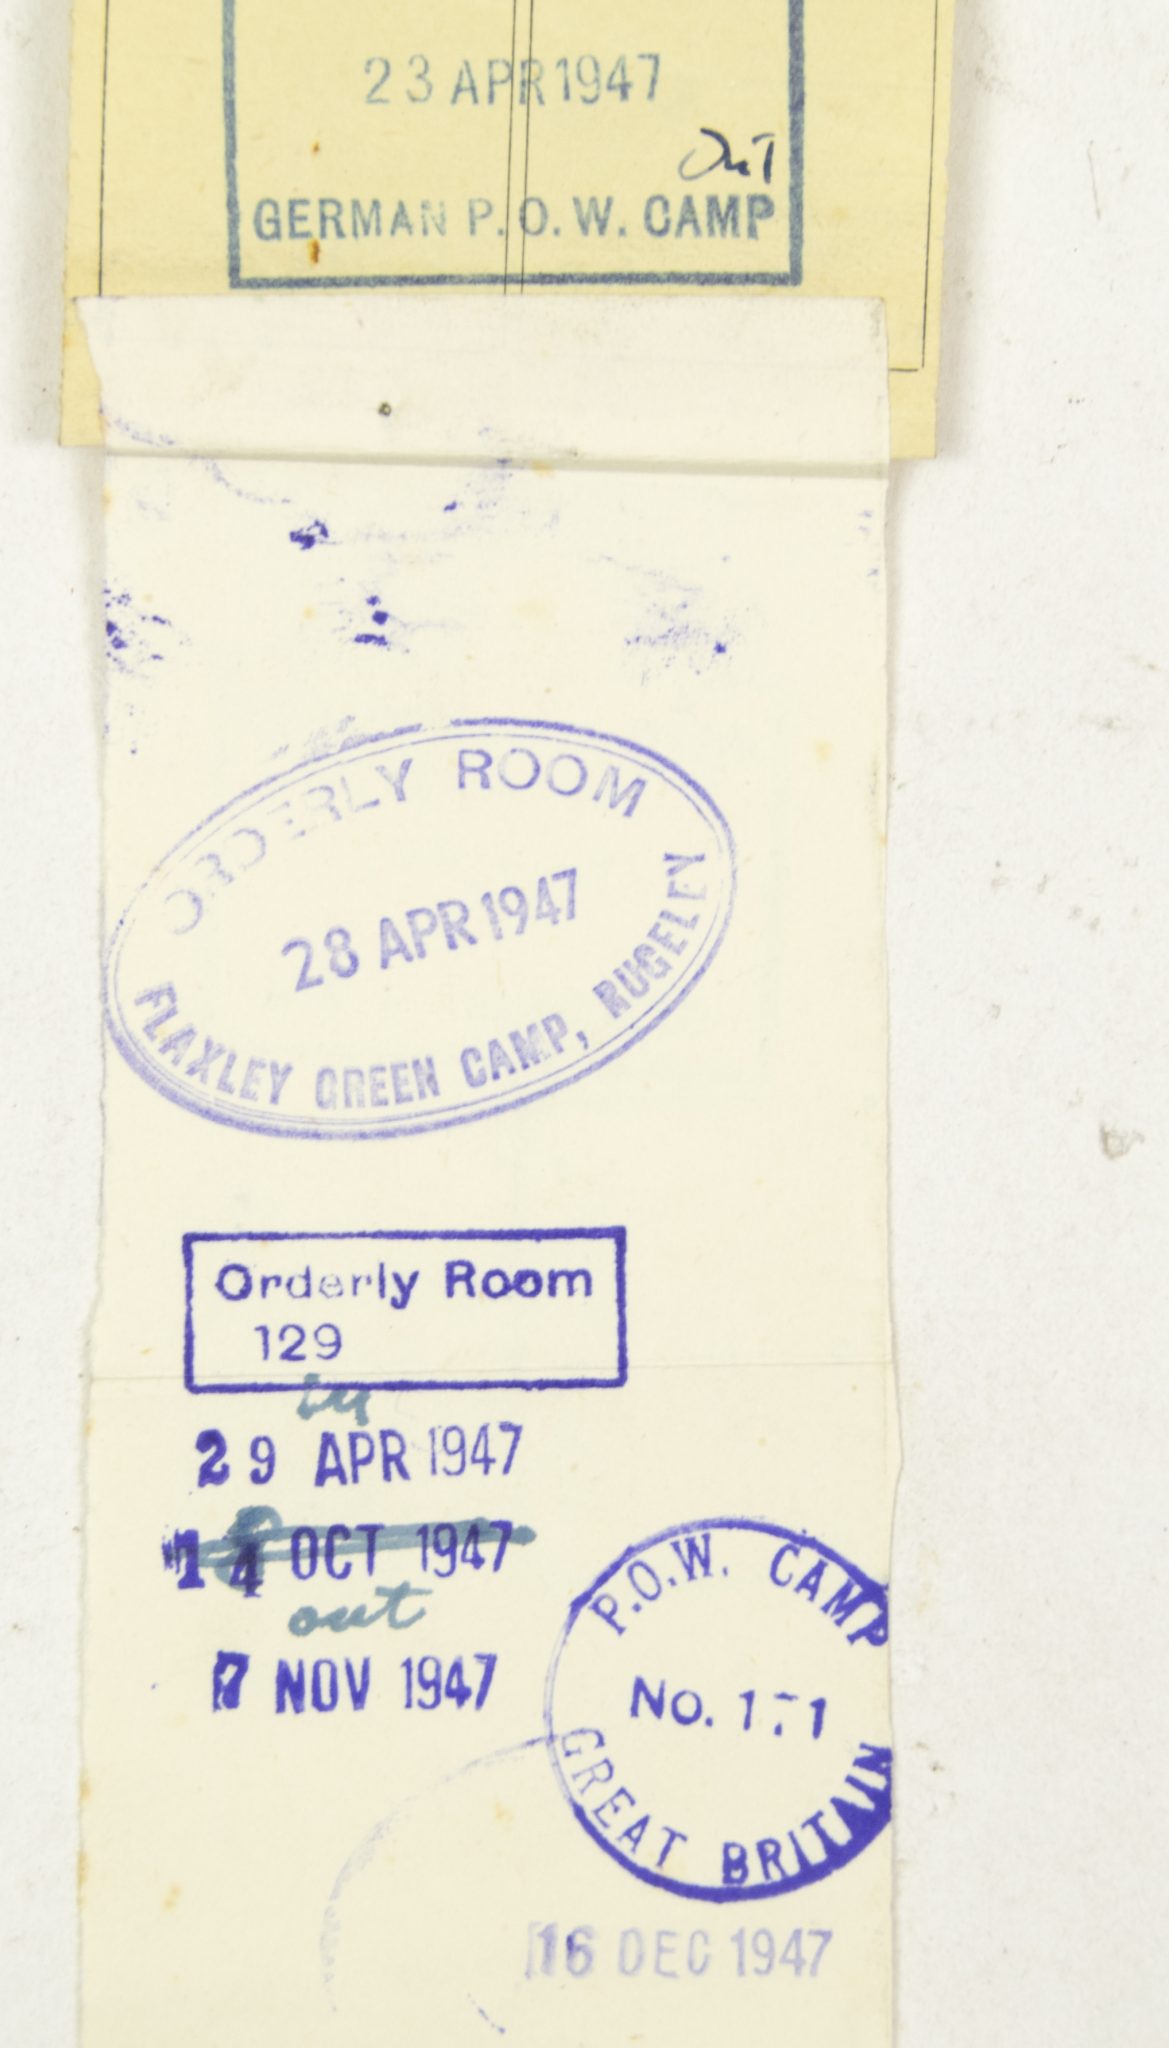 23 APR 1947
Out
GERMAN P.O.W. CAMP
ORDERLY ROOM
28 APR 1947
FLAXLEY GREEN CAMP, RUGELEY
Orderly Room
129
in
29 APR 1947
OCT 1947
out
7 NOV 1947
P.O.W. CAMP
No.
GREAT BRITAIN
16 DEC 1947